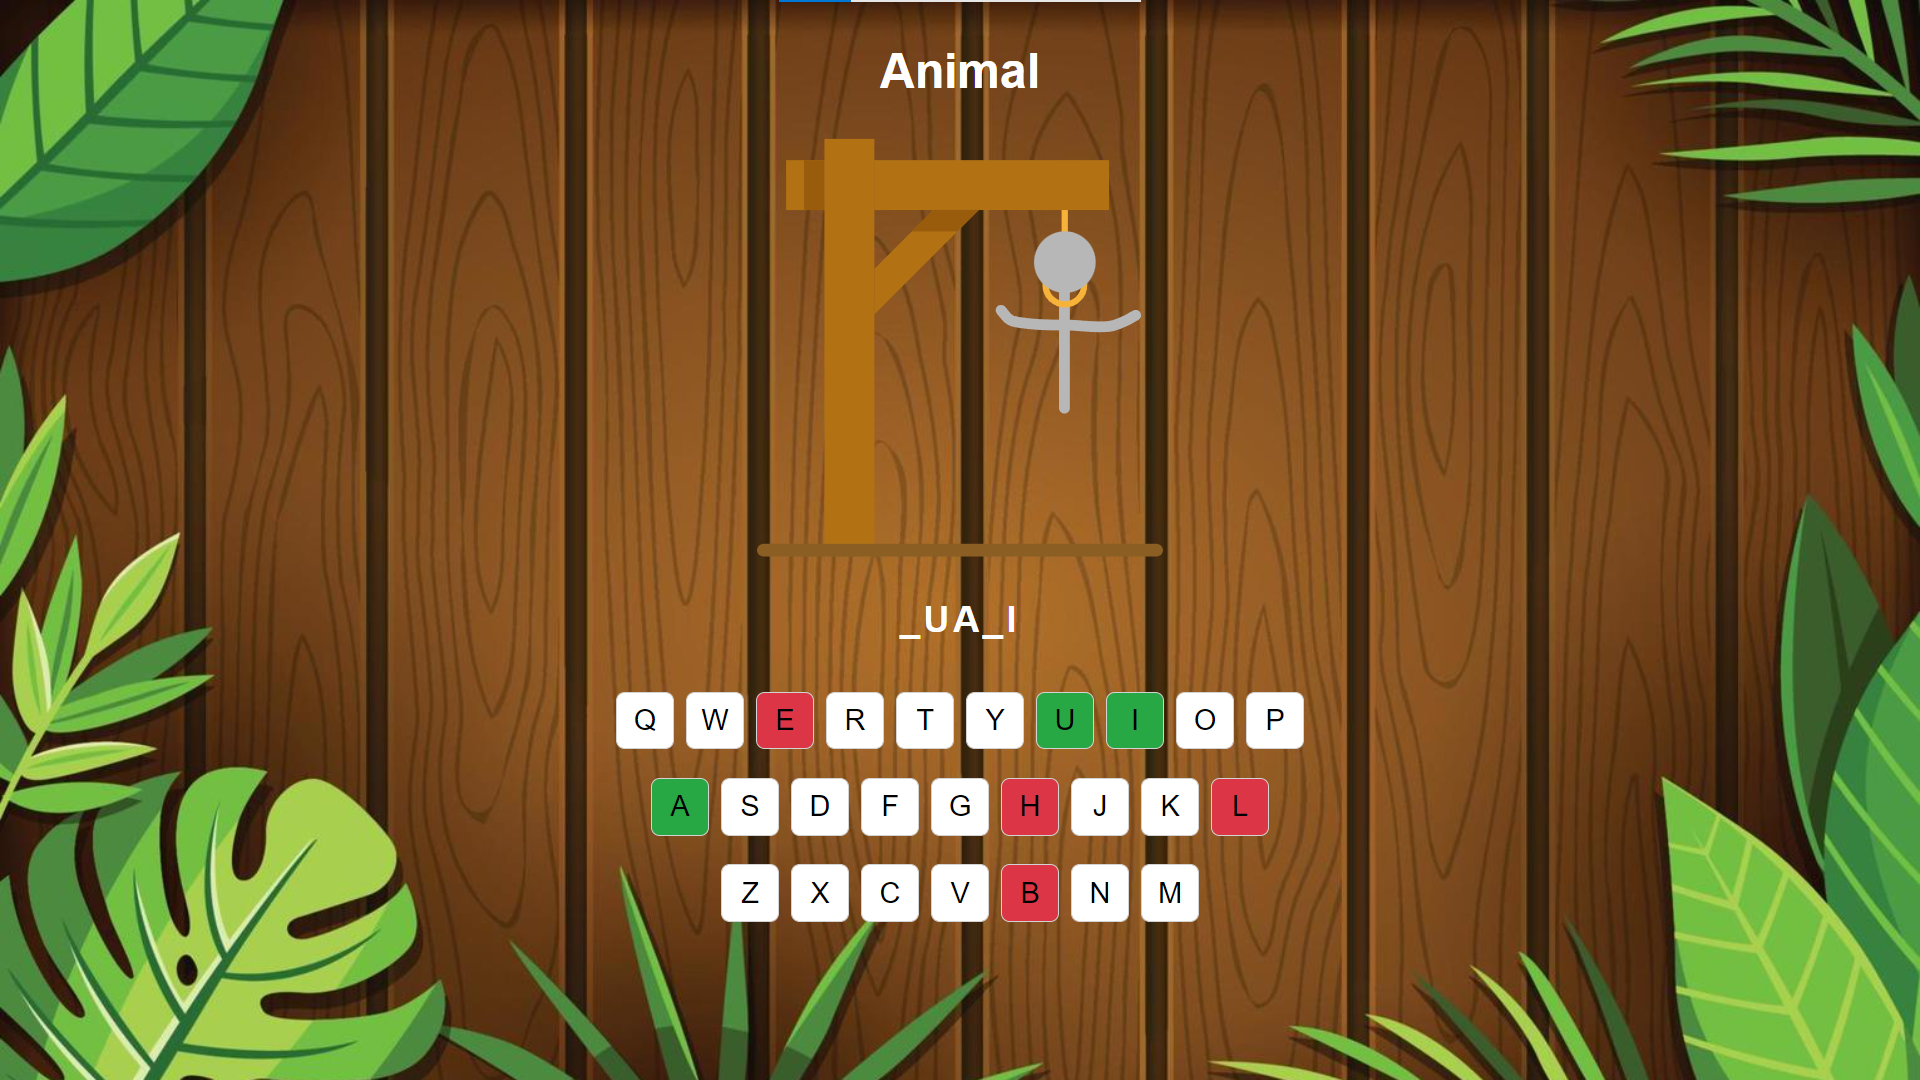 Animal
_UA_I
Q W E R T Y U I O P
A S D F G H J K L
Z X C V B N M